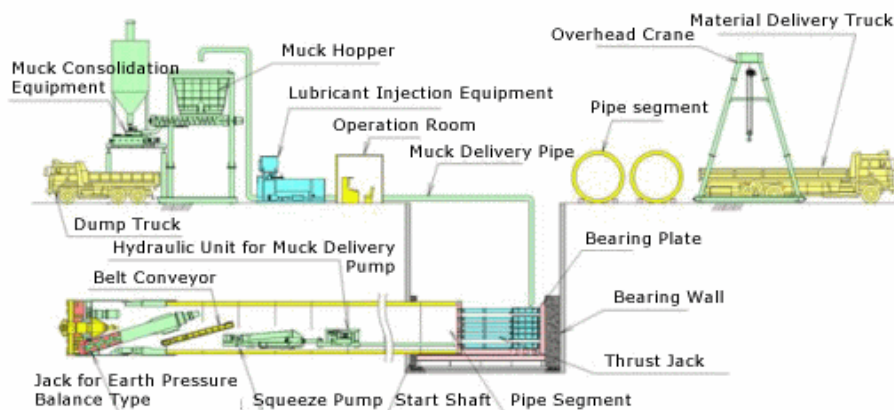 Material Delivery Truck
Overhead Crane
Muck Hopper
Muck Consolidation
Equipment
Lubricant Injection Equipment
Pipe segment
Operation Room
Muck Delivery Pipe
Dump Truck
Hydraulic Unit for Muck Delivery
Pump
Bearing Plate
Belt Conveyor
Bearing Wall
Thrust Jack
Jack for Earth Pressure
Balance Type
Squeeze Pump
Start Shaft
Pipe Segment